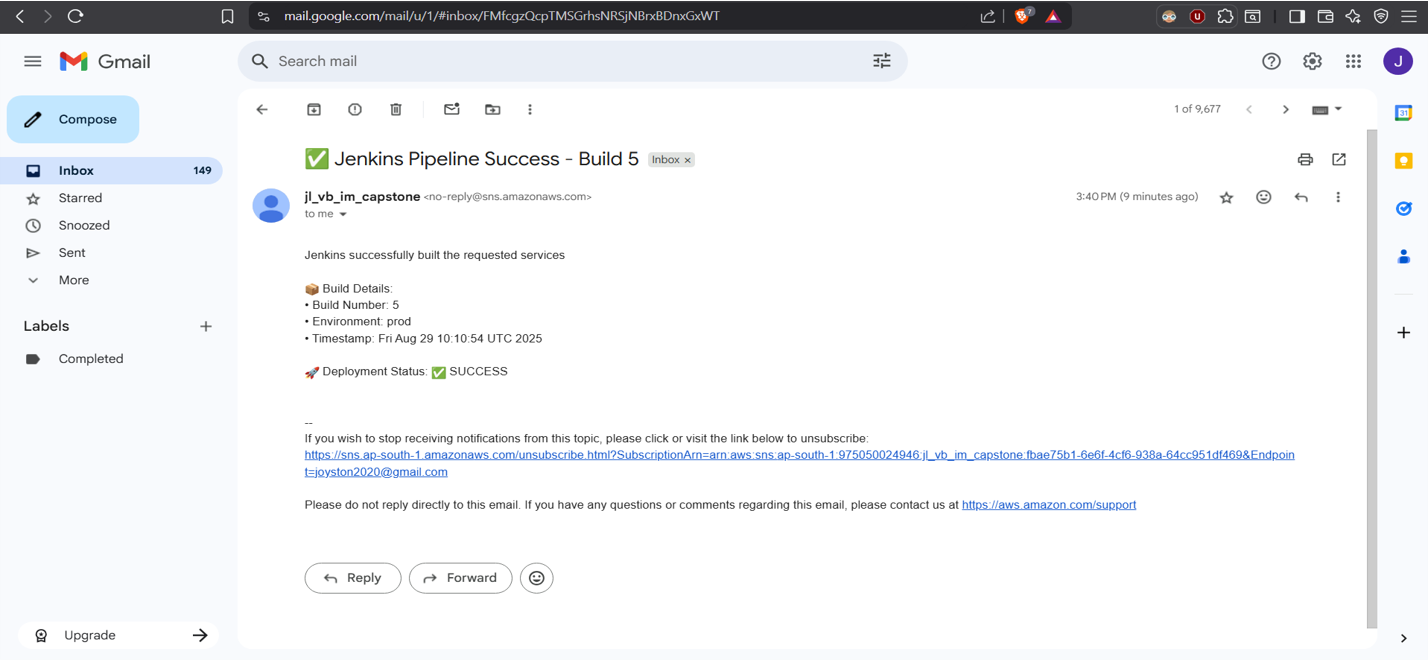 mail.google.com/mail/u/1/#inbox/FMfcgzQcpTMSGrhsNRSjNBrxBDnxGxWT
7
u
Gmail
Search mail
J
Compose
1 of 9,677
31
Inbox 149
Starred
Snoozed
Sent
More
Labels
Completed
Upgrade
✅ Jenkins Pipeline Success - Build 5 Inbox ×
jl_vb_im_capstone <no-reply@sns.amazonaws.com> 3:40 PM (9 minutes ago)
to me
Jenkins successfully built the requested services
📦 Build Details:
• Build Number: 5
• Environment: prod
• Timestamp: Fri Aug 29 10:10:54 UTC 2025
🚀 Deployment Status: ✅ SUCCESS
--
If you wish to stop receiving notifications from this topic, please click or visit the link below to unsubscribe:
https://sns.ap-south-1.amazonaws.com/unsubscribe.html?SubscriptionArn=arn:aws:sns:ap-south-1:975050024946:jl_vb_im_capstone:fbae75b1-6e6f-4cf6-938a-64cc951df469&Endpoin
t=joyston2020@gmail.com
Please do not reply directly to this email. If you have any questions or comments regarding this email, please contact us at https://aws.amazon.com/support
Reply
Forward